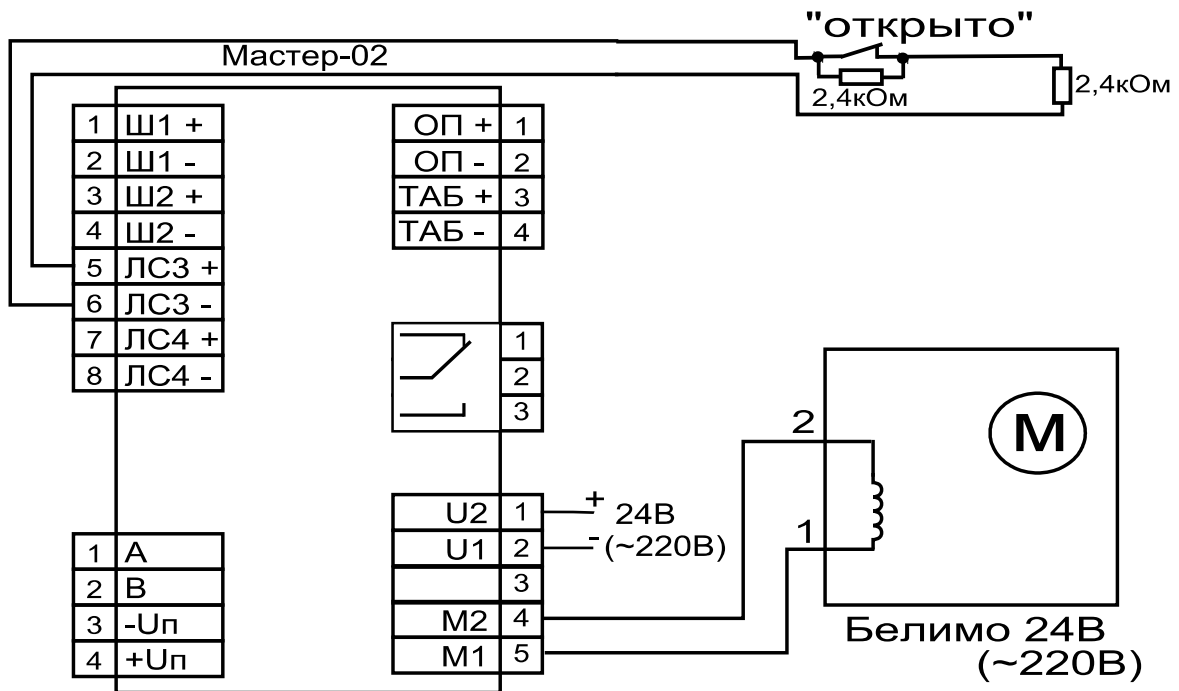 "открыто"
Мастер-02
2,4кОм
2,4кОм
1 Ш1 +
2 Ш1 -
3 Ш2 +
4 Ш2 -
5 ЛС3 +
6 ЛС3 -
7 ЛС4 +
8 ЛС4 -
ОП + 1
ОП - 2
ТАБ + 3
ТАБ - 4
1
2
3
U2 1
U1 2
3
M2 4
M1 5
+ 24В
- (~220В)
1 A
2 B
3 -Uп
4 +Uп
2
1
М
Белимо 24В
(~220В)